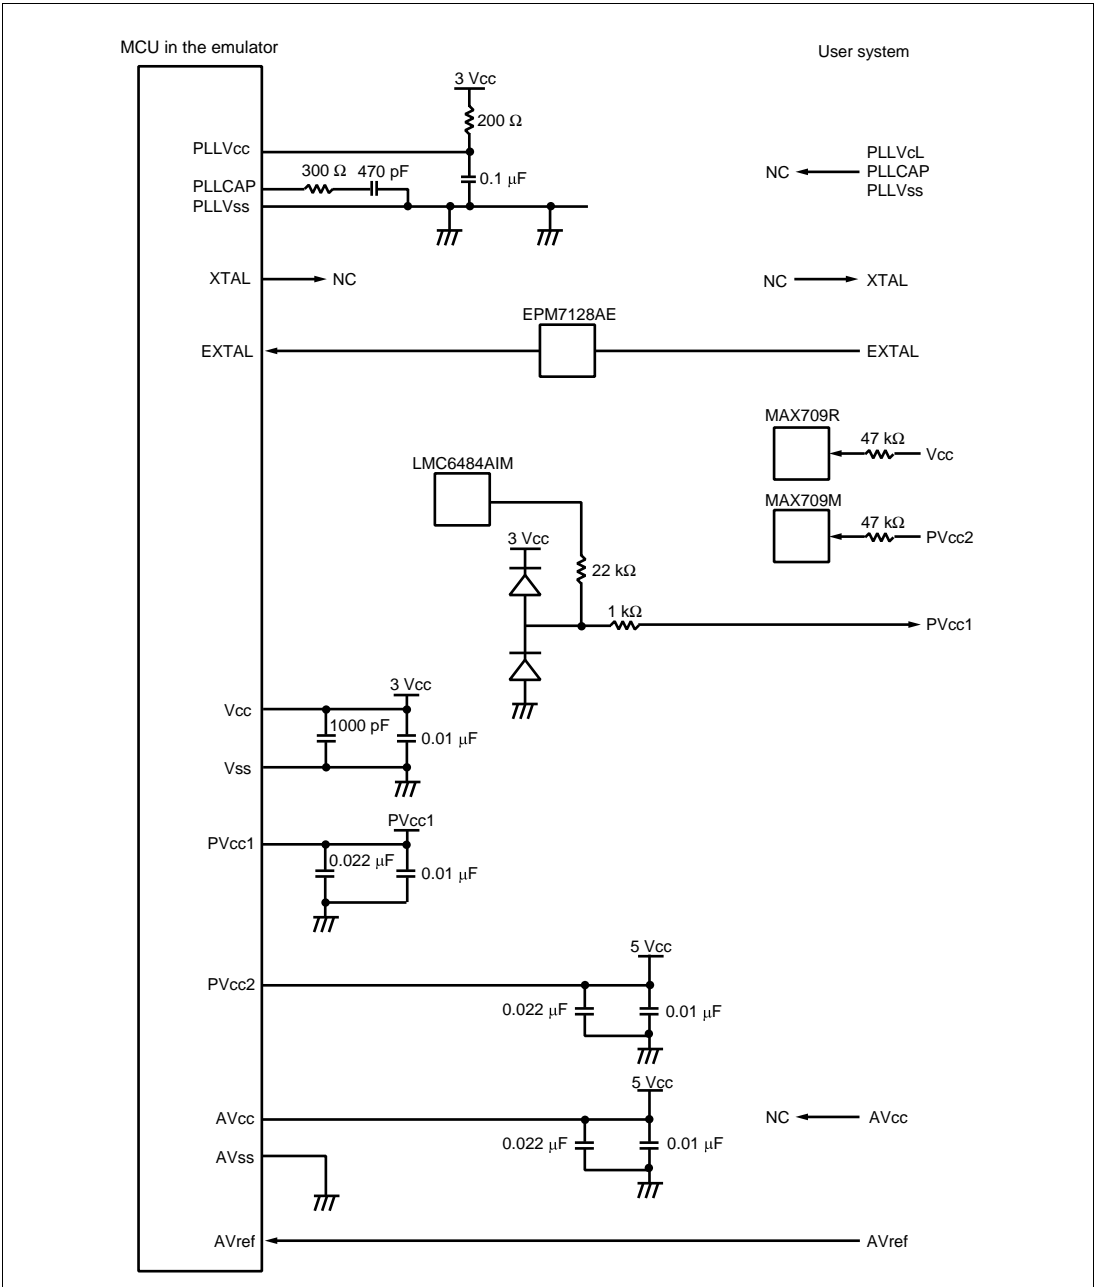 MCU in the emulator
User system
3 Vcc
200 Ω
PLLVcc
300 Ω 470 pF
0.1 μF
PLLCAP
PLLVss
NC
PLLVcL
PLLCAP
PLLVss
XTAL
NC
NC
XTAL
EPM7128AE
EXTAL
EXTAL
MAX709R
47 kΩ
Vcc
LMC6484AIM
MAX709M
47 kΩ
PVcc2
3 Vcc
22 kΩ
1 kΩ
PVcc1
3 Vcc
Vcc
1000 pF
0.01 μF
Vss
PVcc1
PVcc1
0.022 μF
0.01 μF
5 Vcc
PVcc2
0.022 μF
0.01 μF
5 Vcc
AVcc
NC
AVcc
0.022 μF
0.01 μF
AVss
AVref
AVref